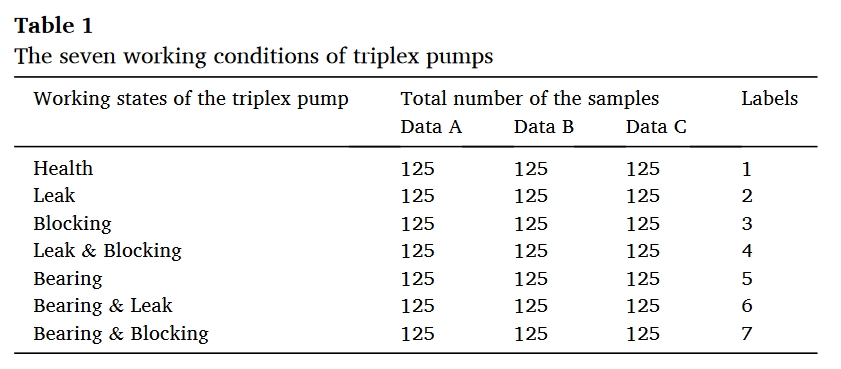 Table 1
The seven working conditions of triplex pumps
Working states of the triplex pump Total number of the samples Labels
Data A Data B Data C
Health 125 125 125 1
Leak 125 125 125 2
Blocking 125 125 125 3
Leak & Blocking 125 125 125 4
Bearing 125 125 125 5
Bearing & Leak 125 125 125 6
Bearing & Blocking 125 125 125 7